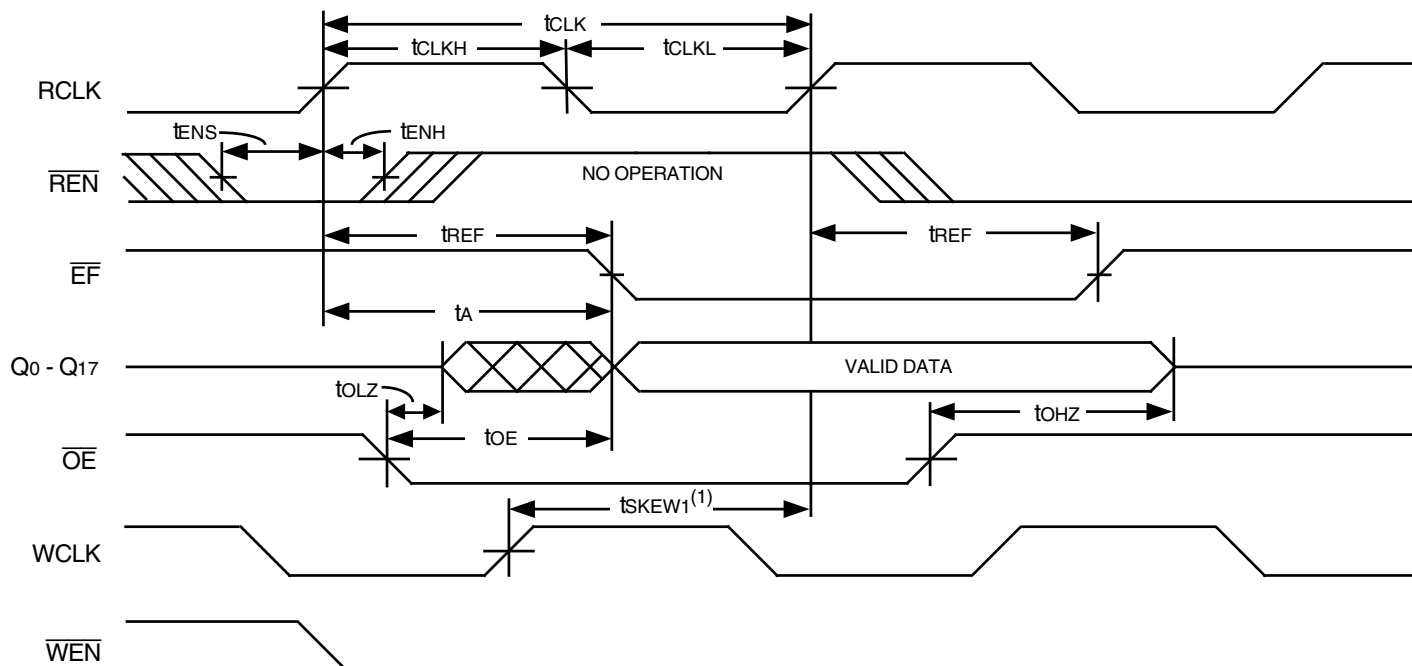 tCLK
tCLKH
tCLKL
RCLK
tENS
tENH
REN
NO OPERATION
tREF
tREF
EF
tA
Q0 - Q17
VALID DATA
tOLZ
tOHZ
tOE
OE
tSKEW1(1)
WCLK
WEN